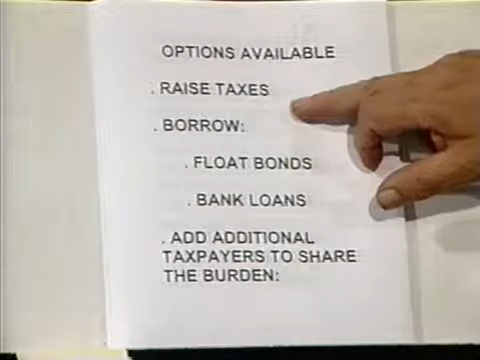 OPTIONS AVAILABLE
. RAISE TAXES
. BORROW:
. FLOAT BONDS
. BANK LOANS
. ADD ADDITIONAL
TAXPAYERS TO SHARE
THE BURDEN: